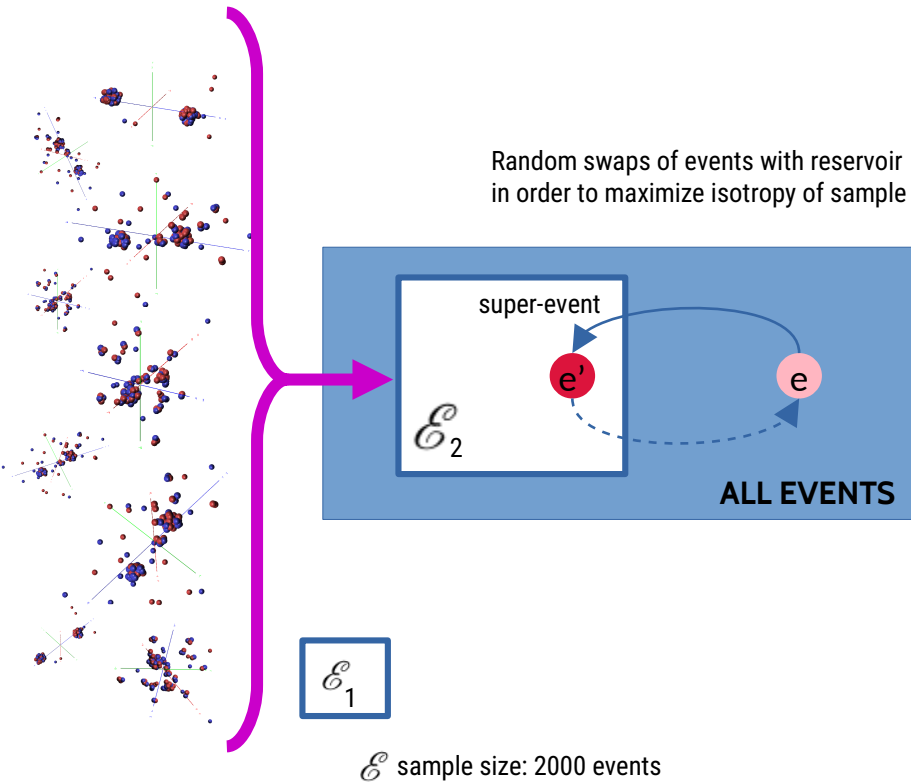 Random swaps of events with reservoir
in order to maximize isotropy of sample
super-event
e’ e
ℰ2
ALL EVENTS
ℰ1
ℰ sample size: 2000 events